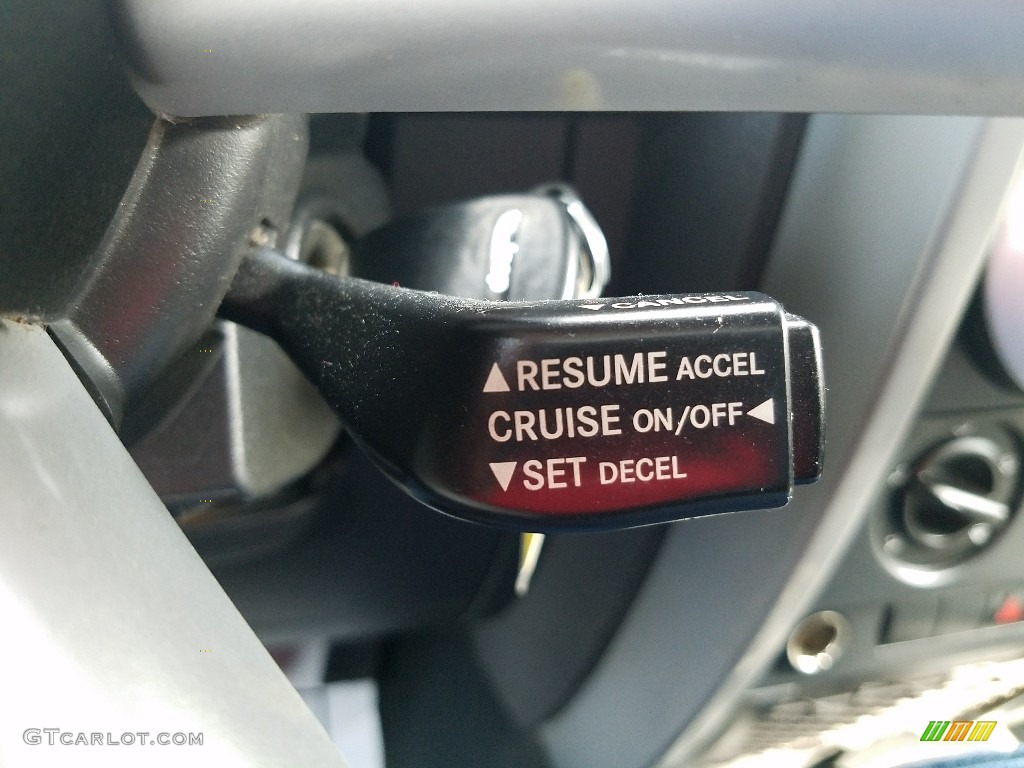 ▼CANCEL
▲RESUME ACCEL
CRUISE ON/OFF◀
▼SET DECEL
GTCARLOT.COM